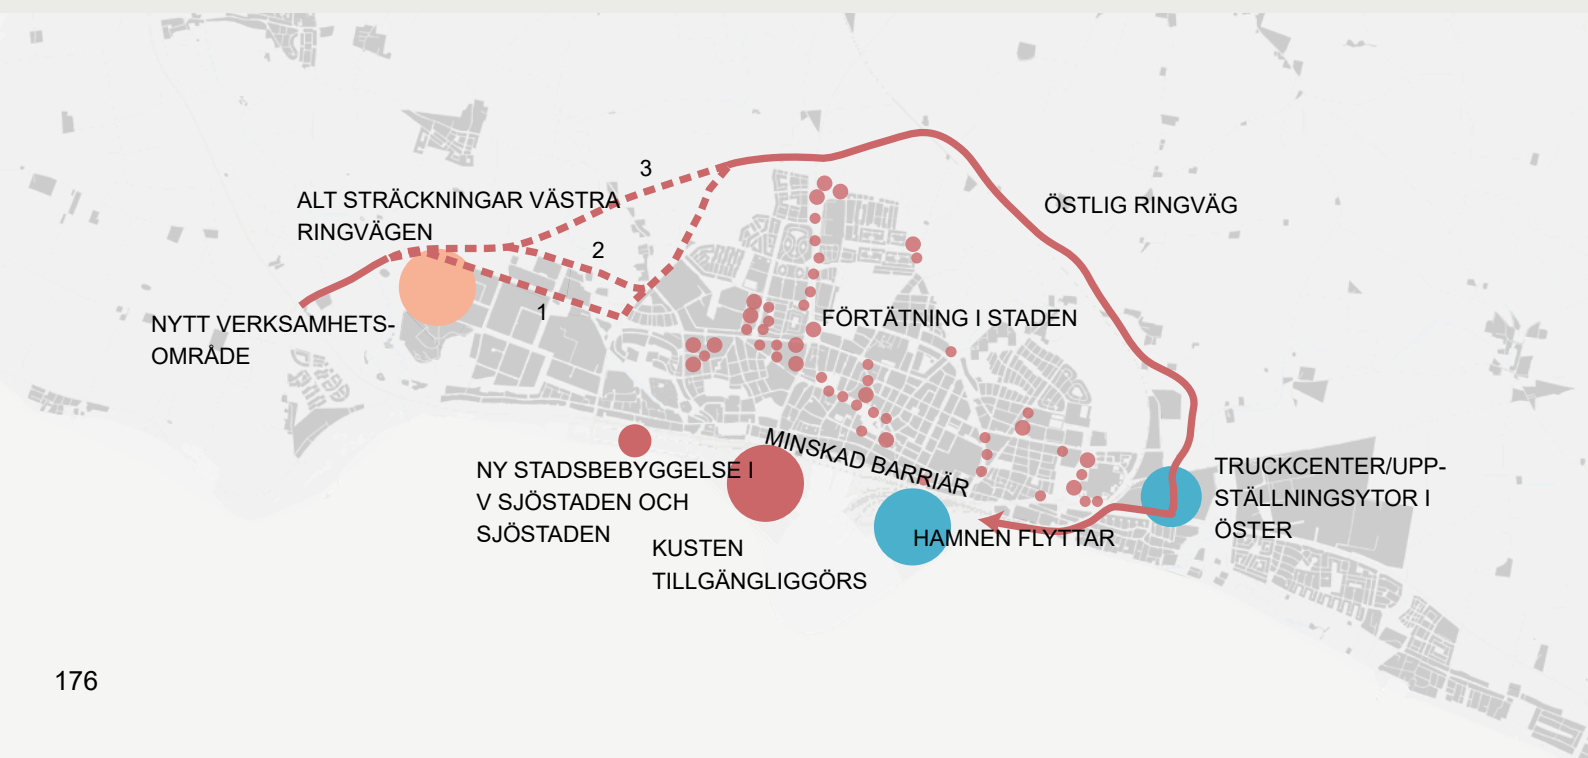 3
ALT STRÄCKNINGAR VÄSTRA
RINGVÄGEN
ÖSTLIG RINGVÄG
2
1
NYTT VERKSAMHETS-
OMRÅDE
FÖRTÄTNING I STADEN
MINSKAD BARRIÄR
NY STADSBEBYGGELSE I
V SJÖSTADEN OCH
SJÖSTADEN
TRUCKCENTER/UPP-
STÄLLNINGSYTOR I
ÖSTER
HAMNEN FLYTTAR
KUSTEN
TILLGÄNGLIGGÖRS
176